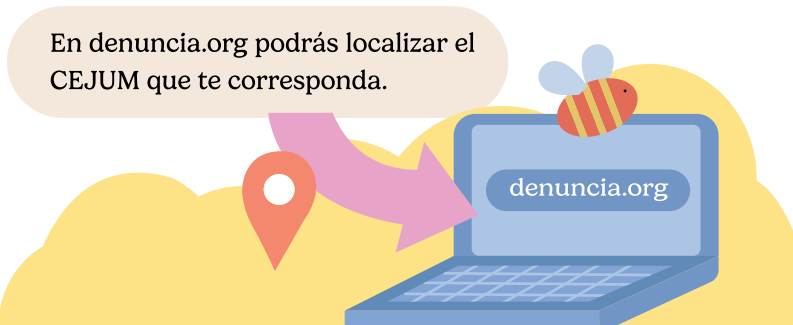 En denuncia.org podrás localizar el
CEJUM que te corresponda.
denuncia.org